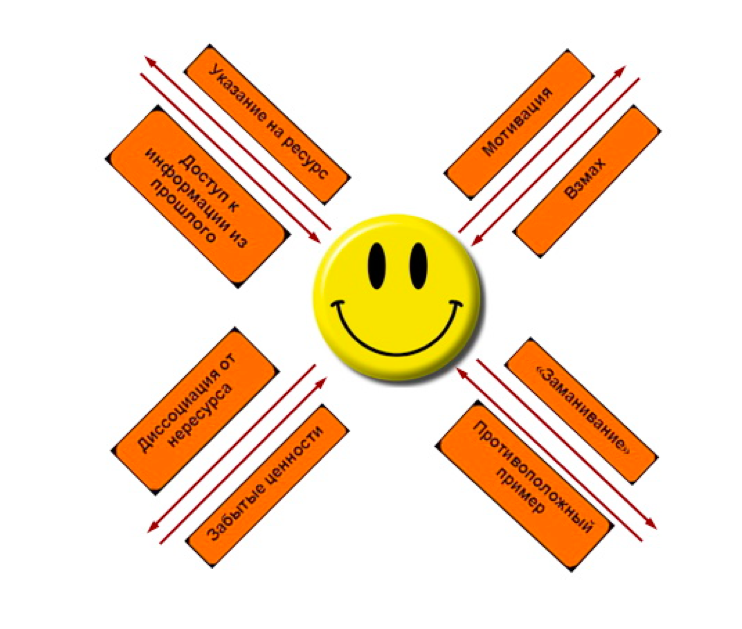 Указание на ресурс
Доступ к
информации из
прошлого
Мотивация
Взмах
Диссоциация от
нересурса
Забытые ценности
«Заманивание»
Противоположный
пример